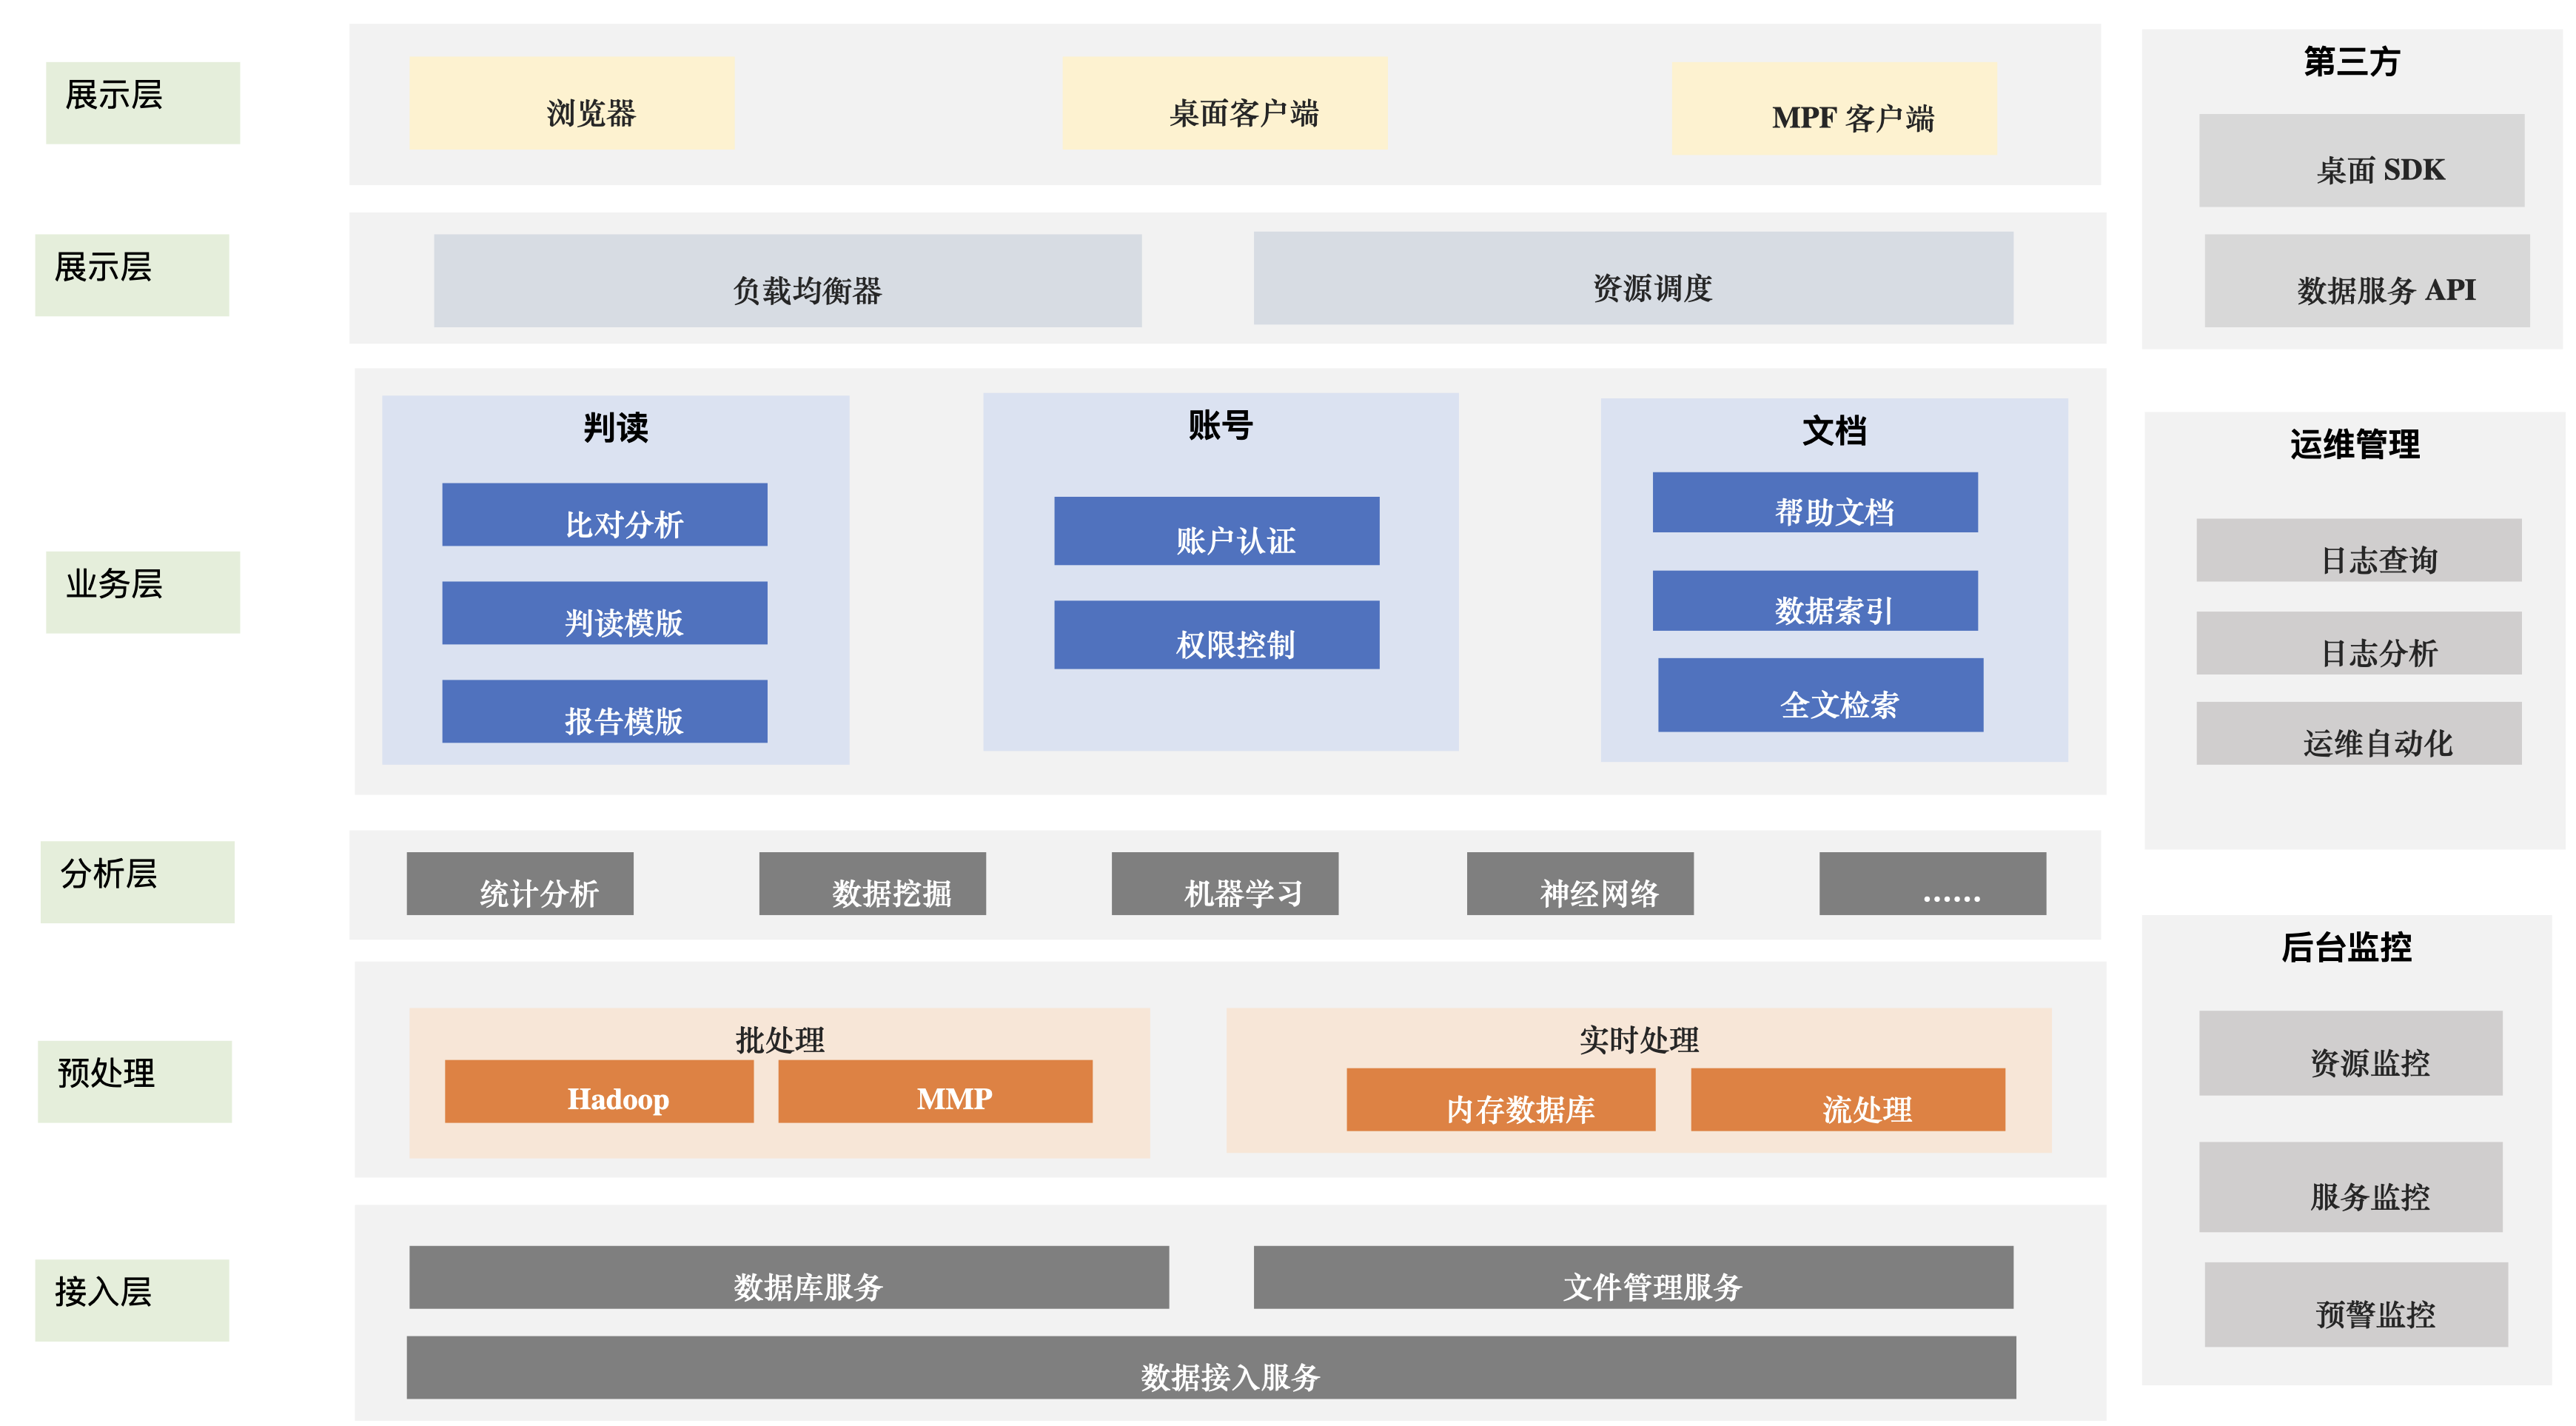 展示层
浏览器
桌面客户端
MPF 客户端
展示层
负载均衡器
资源调度
业务层
判读
比对分析
判读模版
报告模版
账号
账户认证
权限控制
文档
帮助文档
数据索引
全文检索
分析层
统计分析
数据挖掘
机器学习
神经网络
......
预处理
批处理
Hadoop
MMP
实时处理
内存数据库
流处理
接入层
数据库服务
文件管理服务
数据接入服务
第三方
桌面 SDK
数据服务 API
运维管理
日志查询
日志分析
运维自动化
后台监控
资源监控
服务监控
预警监控